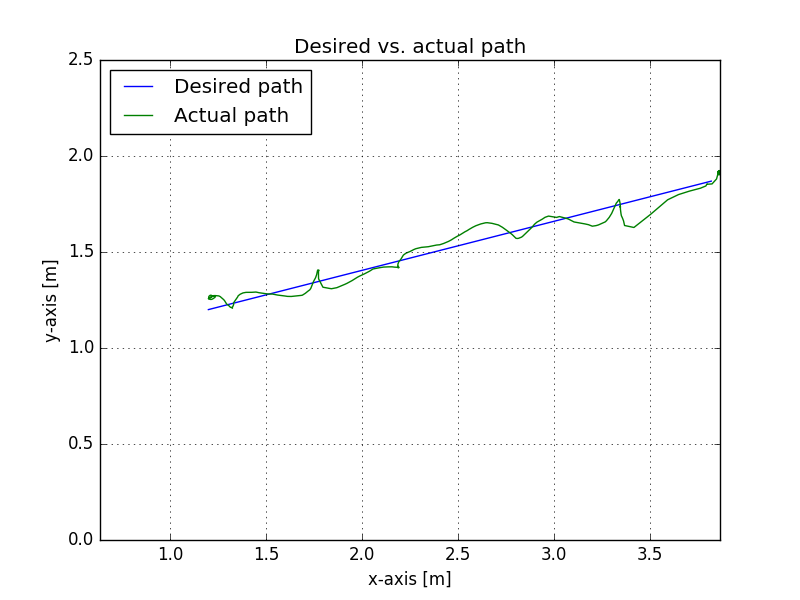 Desired vs. actual path
2.5
Desired path
Actual path
2.0
1.5
y-axis [m]
1.0
0.5
0.0
1.0 1.5 2.0 2.5 3.0 3.5
x-axis [m]